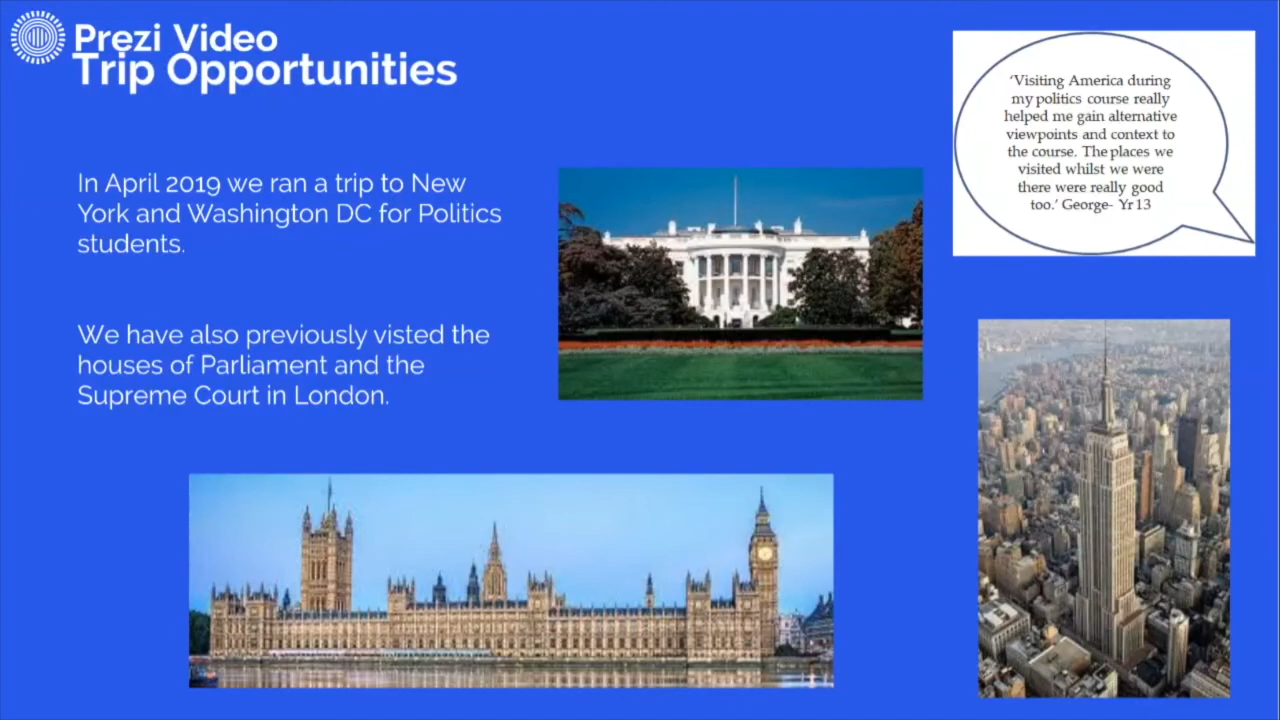 Prezi Video
Trip Opportunities
In April 2019 we ran a trip to New
York and Washington DC for Politics
students.
We have also previously visted the
houses of Parliament and the
Supreme Court in London.
‘Visiting America during
my politics course really
helped me gain alternative
viewpoints and context to
the course. The places we
visited whilst we were
there were really good
too.’ George- Yr 13